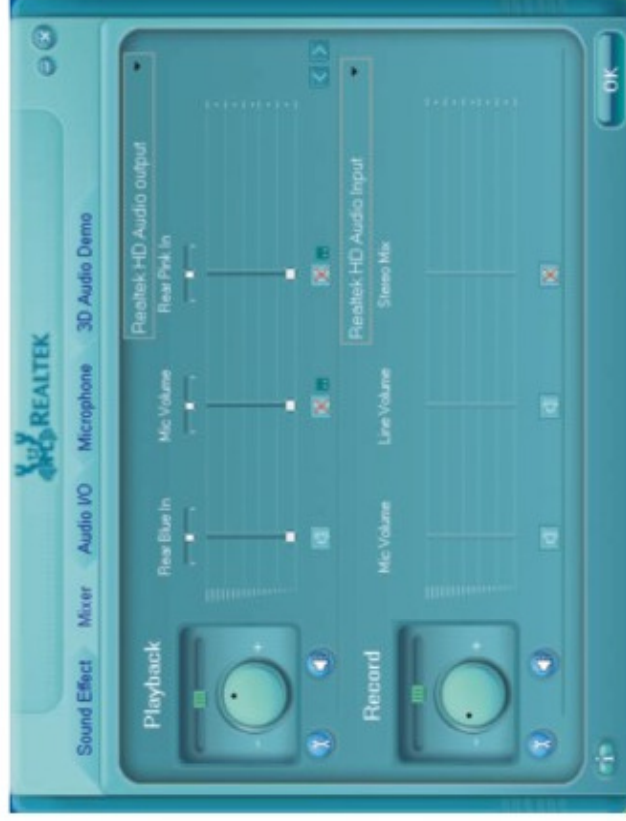 REALTEK
Sound Effect Mixer Audio I/O Microphone 3D Audio Demo
Playback
Realtek HD Audio output
Rear Blue In Mic Volume Rear Pink In
Record
Realtek HD Audio Input
Mic Volume Line Volume Stereo Mix
i
OK